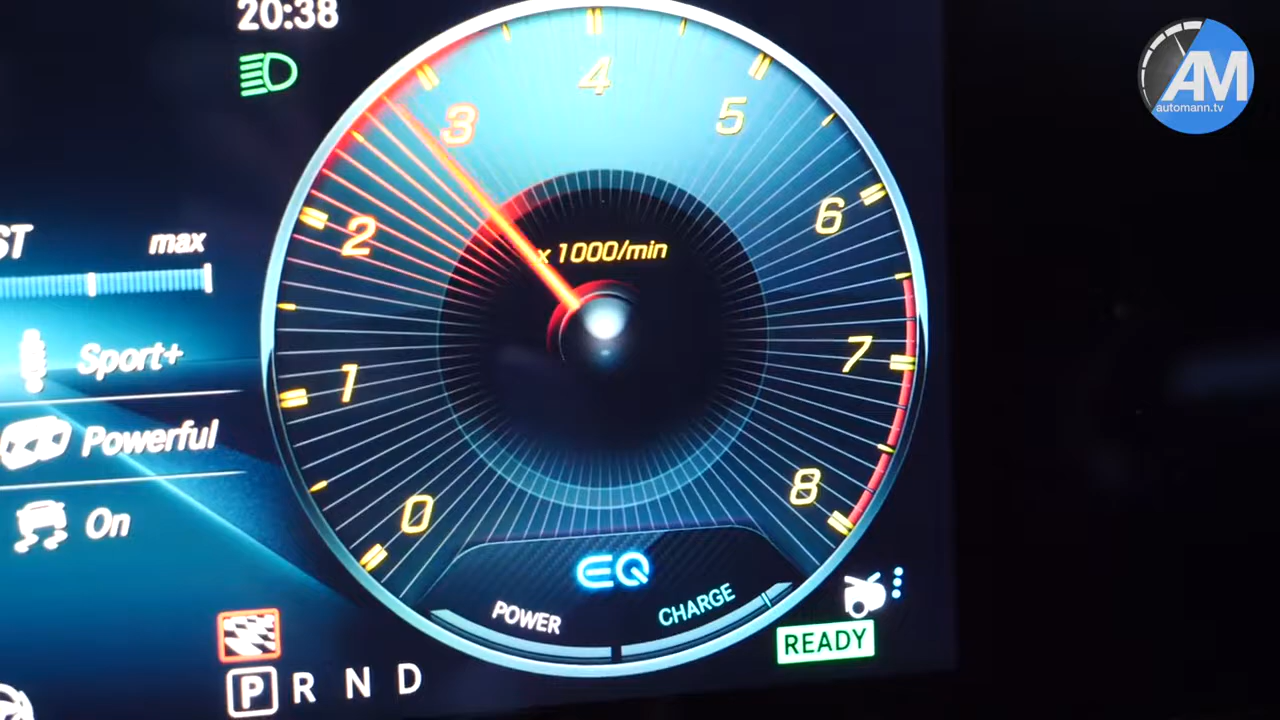 20:38
AM
automann.tv
4
3
5
2
6
ST
max
x 1000/min
Sport+
1
7
Powerful
8
0
On
EQ
POWER
CHARGE
READY
P R N D